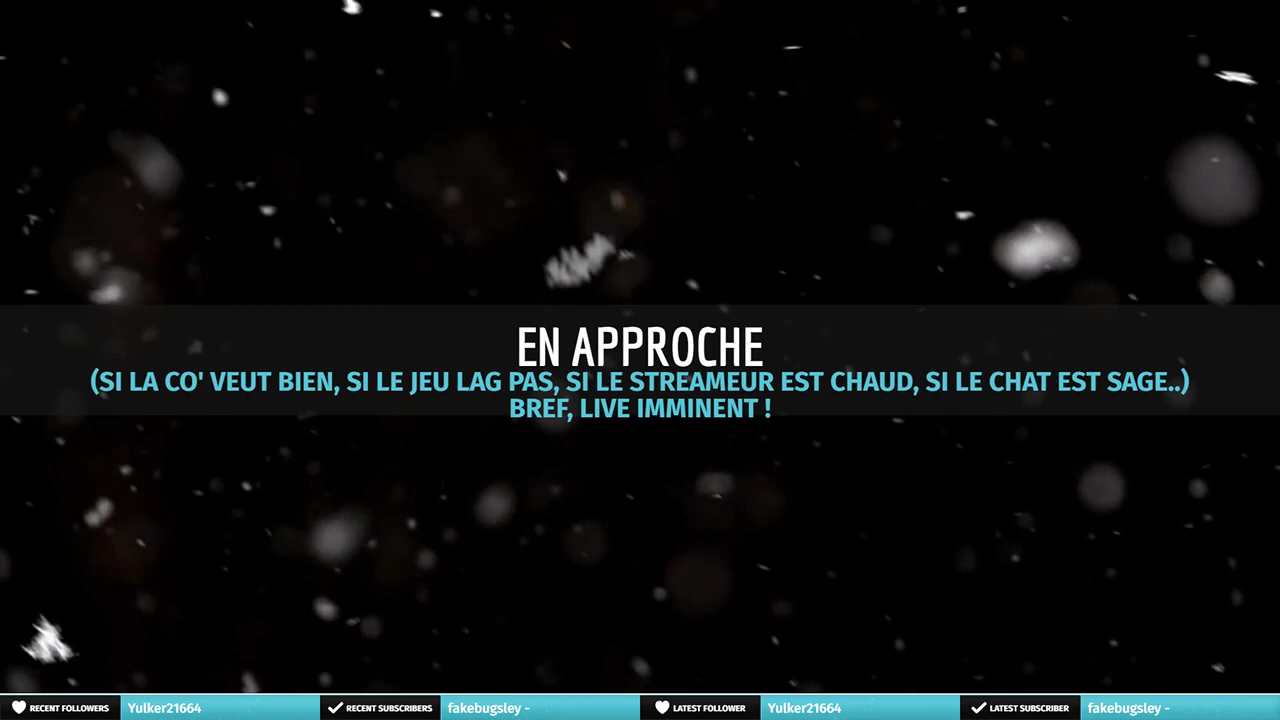 EN APPROCHE
(SI LA CO' VEUT BIEN, SI LE JEU LAG PAS, SI LE STREAMEUR EST CHAUD, SI LE CHAT EST SAGE..)
BREF, LIVE IMMINENT !
RECENT FOLLOWERS Yulker21664 RECENT SUBSCRIBERS fakebugsley - LATEST FOLLOWER Yulker21664 LATEST SUBSCRIBER fakebugsley -